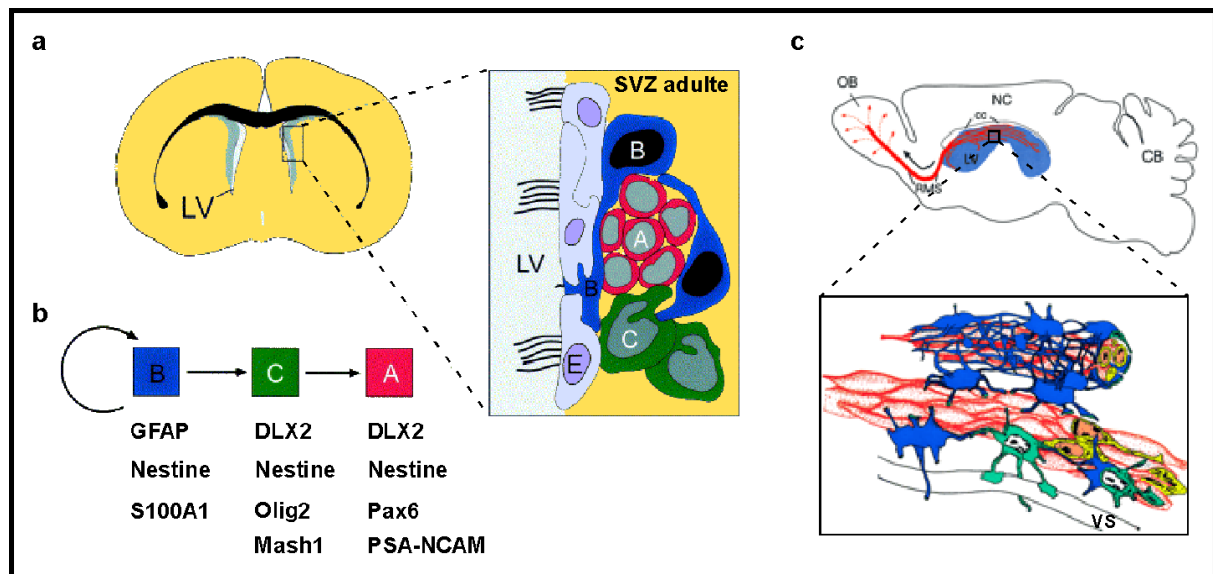 a
LV
SVZ adulte
B
A
LV
B
C
E
b
B
C
A
GFAP
DLX2
DLX2
Nestine
Nestine
Nestine
S100A1
Olig2
Pax6
Mash1
PSA-NCAM
c
OB
NC
cc
CB
LV
RMS
VS